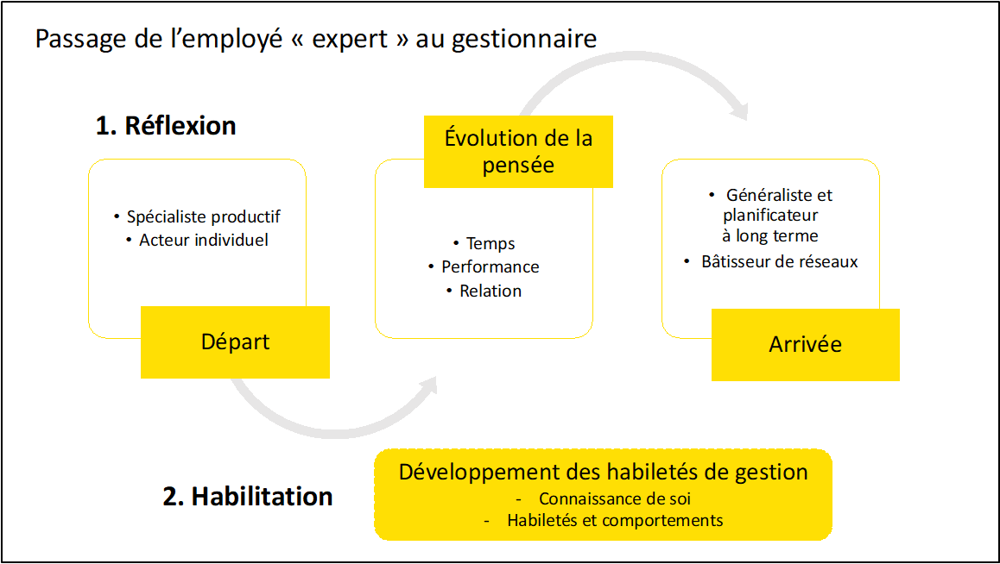 Passage de l’employé « expert » au gestionnaire
1. Réflexion
• Spécialiste productif
• Acteur individuel
Départ
Évolution de la
pensée
• Temps
• Performance
• Relation
• Généraliste et
planificateur
à long terme
• Bâtisseur de réseaux
Arrivée
2. Habilitation
Développement des habiletés de gestion
- Connaissance de soi
- Habiletés et comportements